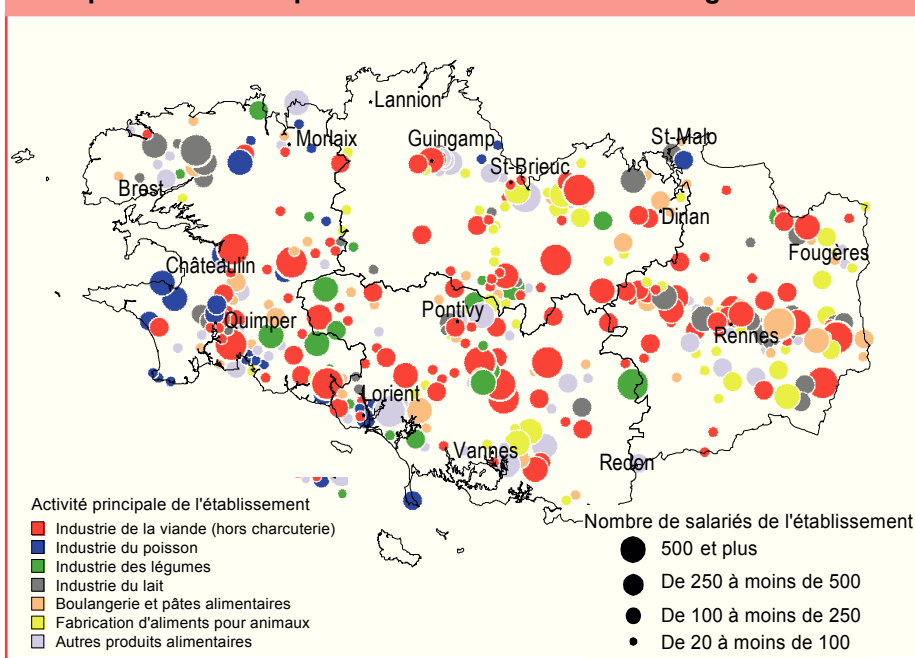 Lannion
Morlaix
Guingamp
St-Malo
St-Brieuc
Brest
Dinan
Fougères
Châteaulin
Pontivy
Quimper
Rennes
Lorient
Vannes
Redon
Activité principale de l'établissement
Industrie de la viande (hors charcuterie)
Industrie du poisson
Industrie des légumes
Industrie du lait
Boulangerie et pâtes alimentaires
Fabrication d'aliments pour animaux
Autres produits alimentaires
Nombre de salariés de l'établissement
500 et plus
De 250 à moins de 500
De 100 à moins de 250
De 20 à moins de 100